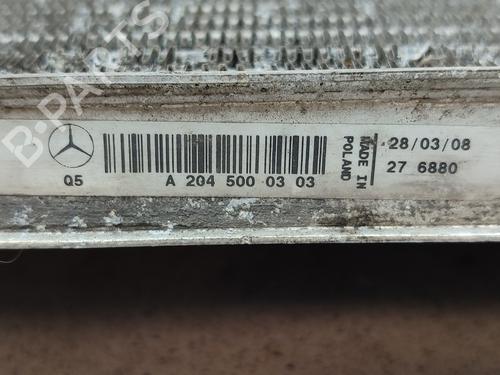 B-PARTS
Q5
A 204 500 03 03
MADE IN
POLAND
28/03/08
27 6880